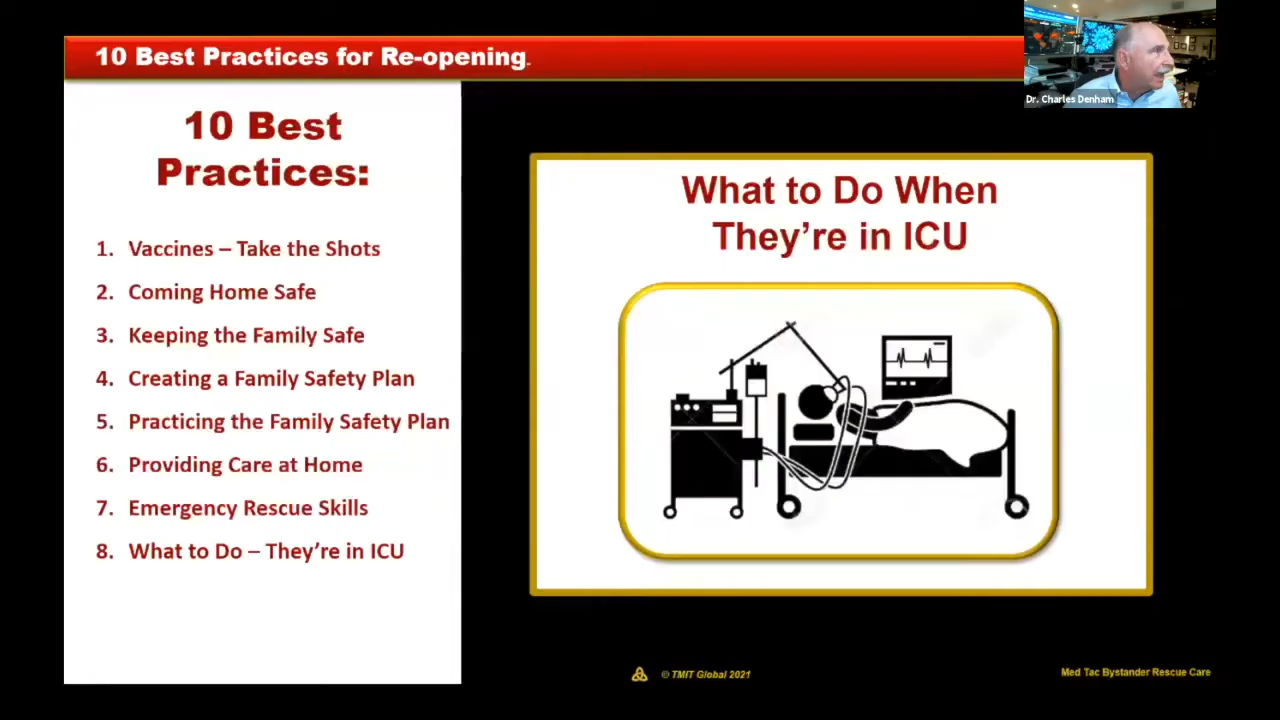 10 Best Practices for Re-opening.
Dr. Charles Denham
10 Best
Practices:
1. Vaccines – Take the Shots
2. Coming Home Safe
3. Keeping the Family Safe
4. Creating a Family Safety Plan
5. Practicing the Family Safety Plan
6. Providing Care at Home
7. Emergency Rescue Skills
8. What to Do – They’re in ICU
What to Do When
They’re in ICU
© TMIT Global 2021
Med Tac Bystander Rescue Care